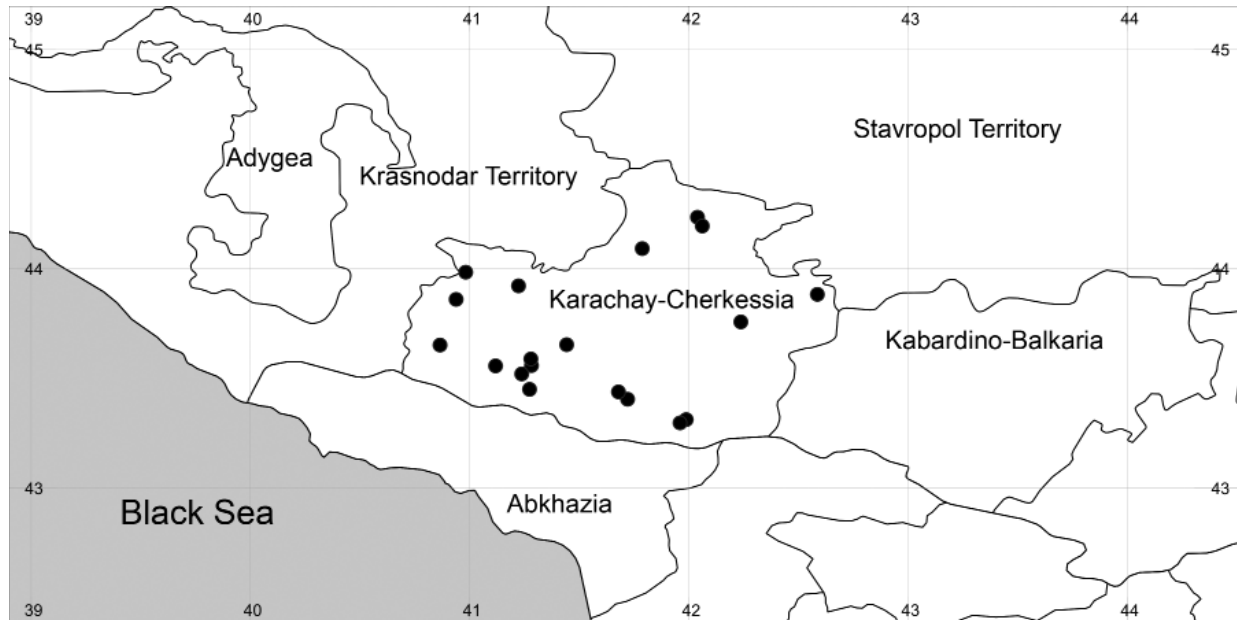 39 40 41 42 43 44
45 45
Stavropol Territory
Adygea
Krasnodar Territory
44 44
Karachay-Cherkessia
Kabardino-Balkaria
43 43
Abkhazia
Black Sea
39 40 41 42 43 44